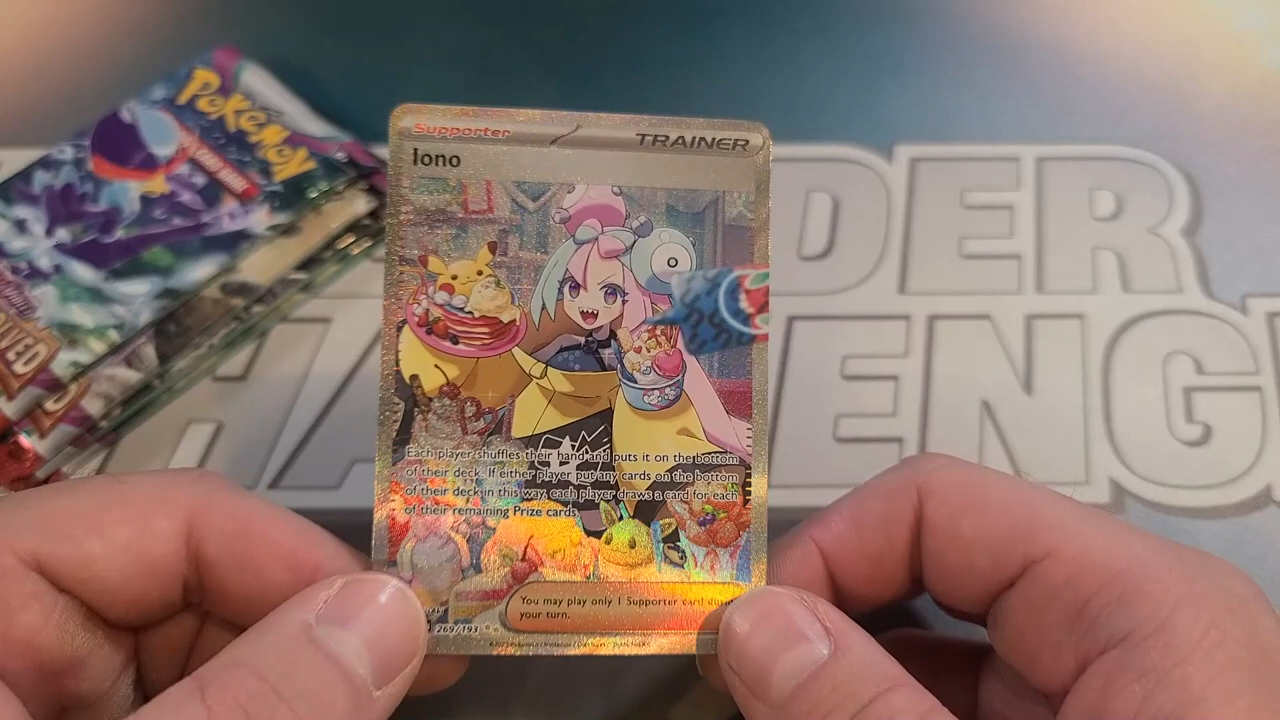 POKÉMON
Supporter
TRAINER
Iono
DER
Each player shuffles their hand and puts it on the bottom
of their deck. If either player put any cards on the bottom
of their deck in this way, each player draws a card for each
of their remaining Prize cards.
You may play only 1 Supporter card
your turn.
269/193